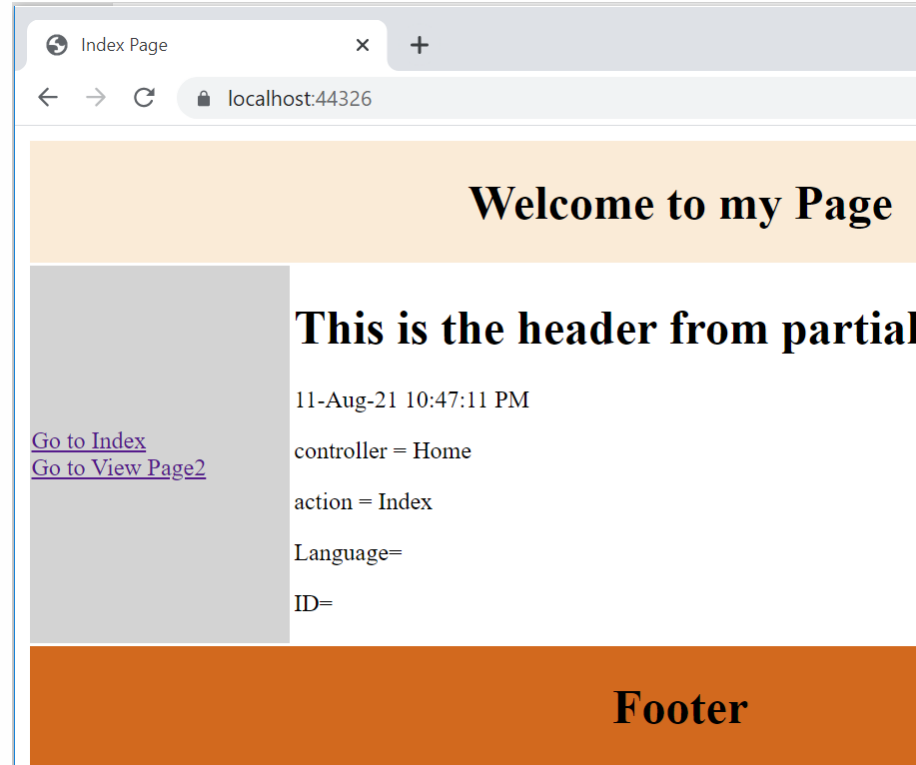 Index Page
localhost:44326
Welcome to my Page
This is the header from partial
11-Aug-21 10:47:11 PM
controller = Home
Go to Index
Go to View Page2
action = Index
Language=
ID=
Footer